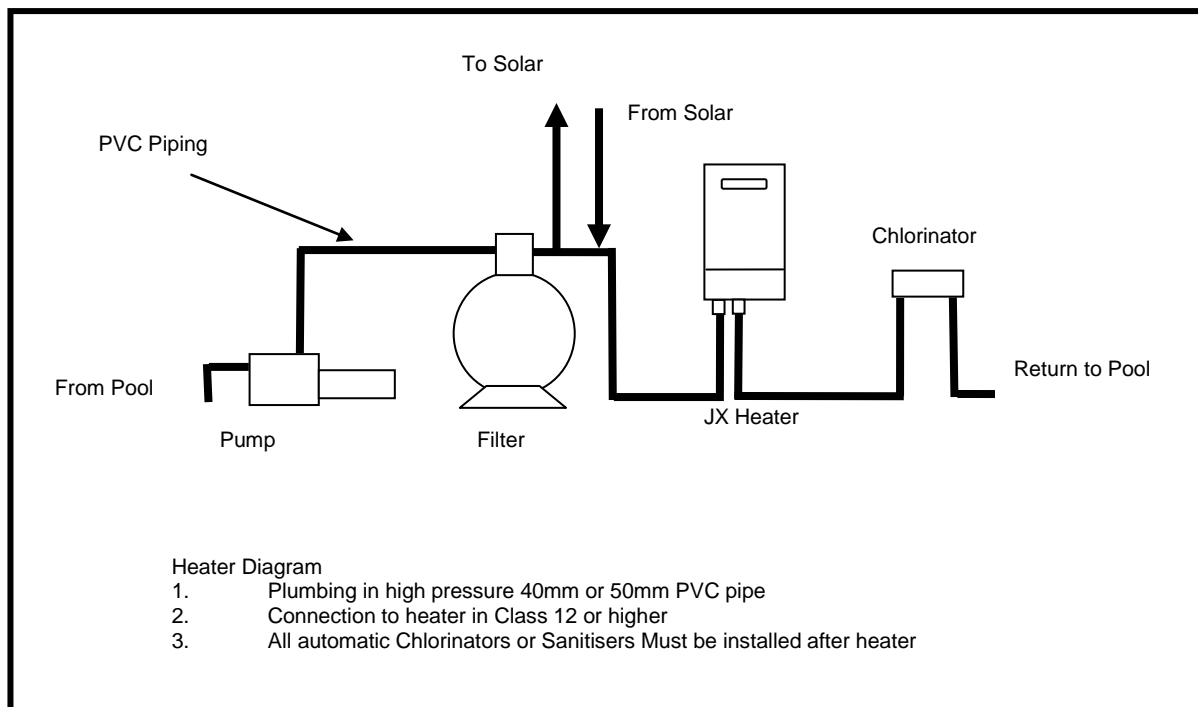 To Solar
From Solar
PVC Piping
Chlorinator
From Pool
Return to Pool
JX Heater
Pump
Filter
Heater Diagram
1. Plumbing in high pressure 40mm or 50mm PVC pipe
2. Connection to heater in Class 12 or higher
3. All automatic Chlorinators or Sanitisers Must be installed after heater